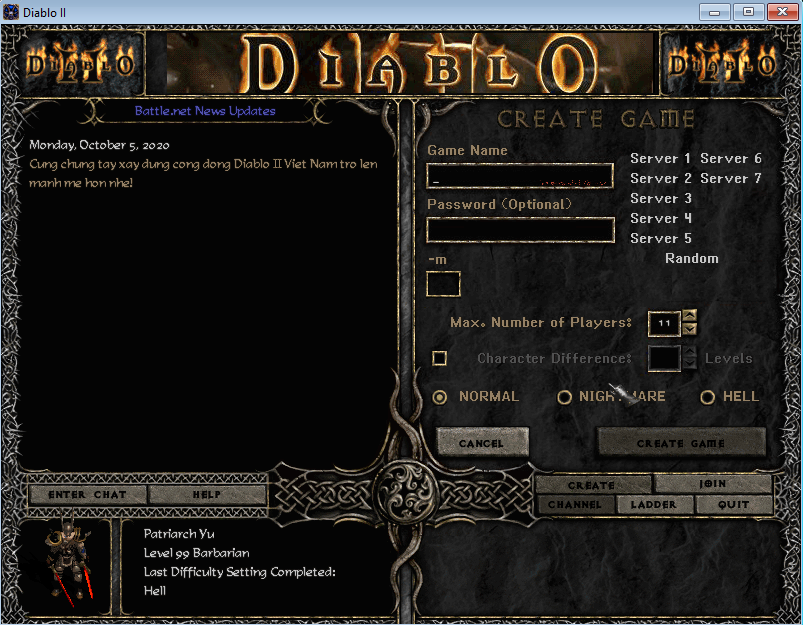 Diablo II
DIABLO
DIABLO
DIABLO
Battle.net News Updates
Monday, October 5, 2020
Cung chung tay xay dung cong dong Diablo II Viet Nam tro len
manh me hon nhe!
CREATE GAME
Game Name
Password (Optional)
-m
Server 1 Server 6
Server 2 Server 7
Server 3
Server 4
Server 5
Random
Max. Number of Players: 11
Character Difference: Levels
NORMAL NIGHTMARE HELL
CANCEL CREATE GAME
ENTER CHAT HELP
CREATE JOIN
CHANNEL LADDER QUIT
Patriarch Yu
Level 99 Barbarian
Last Difficulty Setting Completed:
Hell